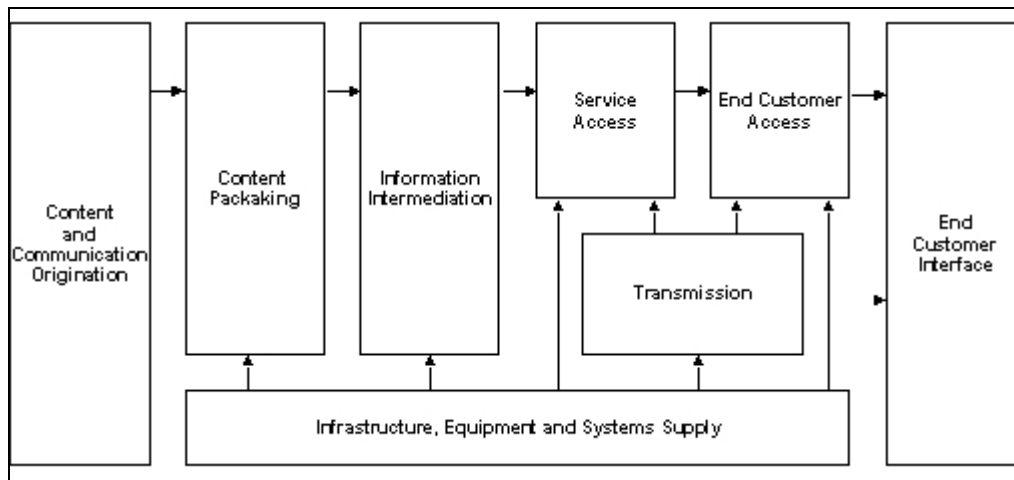 Content
and
Communication
Origination
Content
Packaking
Information
Intermediation
Service
Access
End Customer
Access
Transmission
Infrastructure, Equipment and Systems Supply
End
Customer
Interface